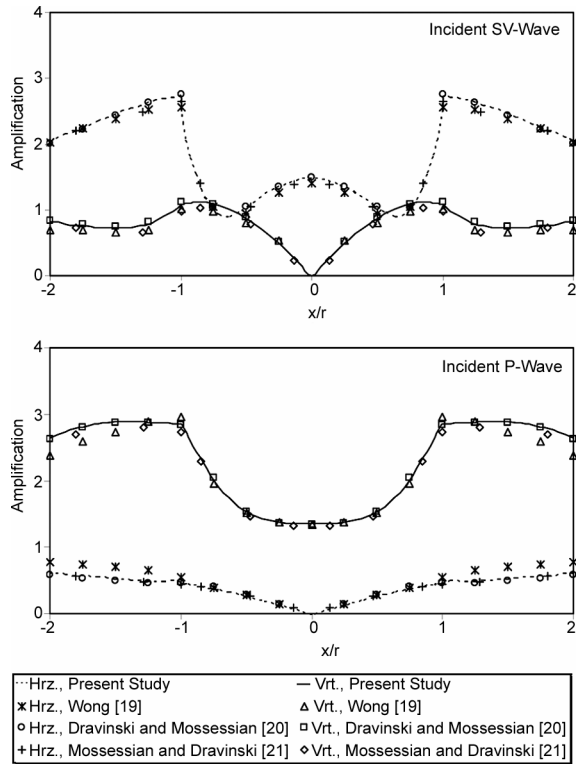 Incident SV-Wave
Amplification
4
3
2
1
0
-2 -1 0 1 2
x/r
Incident P-Wave
Amplification
4
3
2
1
0
-2 -1 0 1 2
x/r
Hrz., Present Study
Vrt., Present Study
Hrz., Wong [19]
Vrt., Wong [19]
Hrz., Dravinski and Mossessian [20]
Vrt., Dravinski and Mossessian [20]
Hrz., Mossessian and Dravinski [21]
Vrt., Mossessian and Dravinski [21]